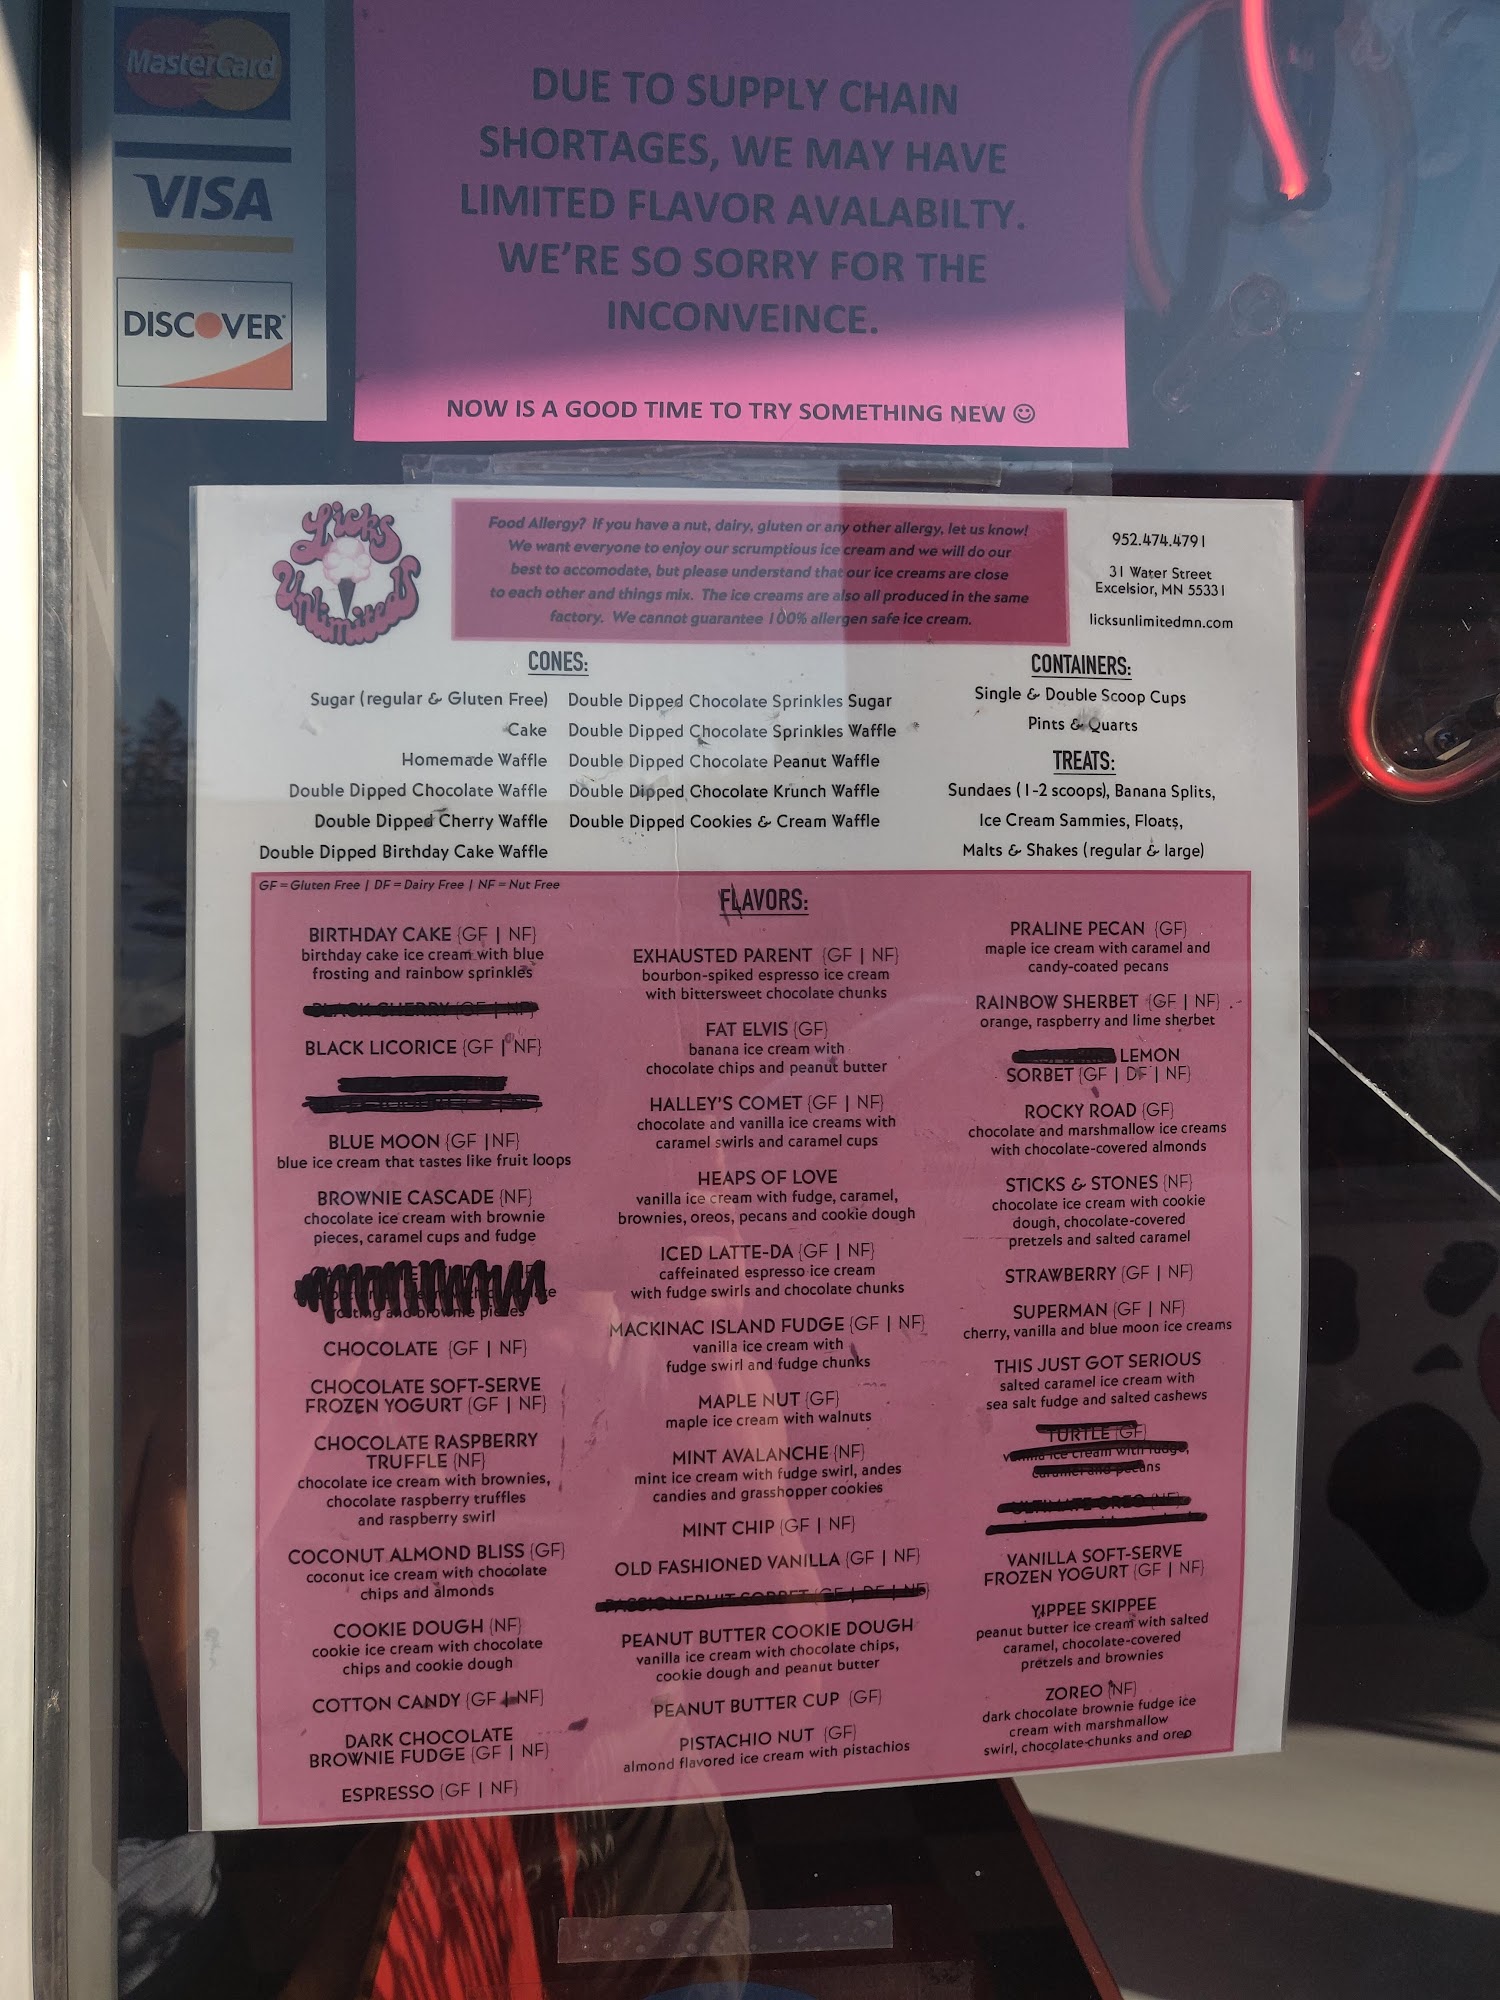 MasterCard
VISA
DISCOVER
DUE TO SUPPLY CHAIN
SHORTAGES, WE MAY HAVE
LIMITED FLAVOR AVALABILTY.
WE'RE SO SORRY FOR THE
INCONVEINCE.
NOW IS A GOOD TIME TO TRY SOMETHING NEW ☺
Licks
Unlimited
Food Allergy? If you have a nut, dairy, gluten or any other allergy, let us know!
We want everyone to enjoy our scrumptious ice cream and we will do our
best to accomodate, but please understand that our ice creams are close
to each other and things mix. The ice creams are also all produced in the same
factory. We cannot guarantee 100% allergen safe ice cream.
952.474.4791
31 Water Street
Excelsior, MN 55331
licksunlimitedmn.com
CONES:
Sugar (regular & Gluten Free)
Cake
Homemade Waffle
Double Dipped Chocolate Waffle
Double Dipped Cherry Waffle
Double Dipped Birthday Cake Waffle
Double Dipped Chocolate Sprinkles Sugar
Double Dipped Chocolate Sprinkles Waffle
Double Dipped Chocolate Peanut Waffle
Double Dipped Chocolate Krunch Waffle
Double Dipped Cookies & Cream Waffle
CONTAINERS:
Single & Double Scoop Cups
Pints & Quarts
TREATS:
Sundaes (1-2 scoops), Banana Splits,
Ice Cream Sammies, Floats,
Malts & Shakes (regular & large)
GF = Gluten Free | DF = Dairy Free | NF = Nut Free
FLAVORS:
BIRTHDAY CAKE {GF | NF}
birthday cake ice cream with blue
frosting and rainbow sprinkles
BLACK CHERRY {GF | NF}
BLACK LICORICE {GF | NF}
BLUE MOON {GF |NF}
blue ice cream that tastes like fruit loops
BROWNIE CASCADE {NF}
chocolate ice cream with brownie
pieces, caramel cups and fudge
frosting and brownie pieces
CHOCOLATE {GF | NF}
CHOCOLATE SOFT-SERVE
FROZEN YOGURT {GF | NF}
CHOCOLATE RASPBERRY
TRUFFLE {NF}
chocolate ice cream with brownies,
chocolate raspberry truffles
and raspberry swirl
COCONUT ALMOND BLISS {GF}
coconut ice cream with chocolate
chips and almonds
COOKIE DOUGH {NF}
cookie ice cream with chocolate
chips and cookie dough
COTTON CANDY {GF | NF}
DARK CHOCOLATE
BROWNIE FUDGE {GF | NF}
ESPRESSO {GF | NF}
EXHAUSTED PARENT {GF | NF}
bourbon-spiked espresso ice cream
with bittersweet chocolate chunks
FAT ELVIS {GF}
banana ice cream with
chocolate chips and peanut butter
HALLEY'S COMET {GF | NF}
chocolate and vanilla ice creams with
caramel swirls and caramel cups
HEAPS OF LOVE
vanilla ice cream with fudge, caramel,
brownies, oreos, pecans and cookie dough
ICED LATTE-DA {GF | NF}
caffeinated espresso ice cream
with fudge swirls and chocolate chunks
MACKINAC ISLAND FUDGE {GF | NF}
vanilla ice cream with
fudge swirl and fudge chunks
MAPLE NUT {GF}
maple ice cream with walnuts
MINT AVALANCHE {NF}
mint ice cream with fudge swirl, andes
candies and grasshopper cookies
MINT CHIP {GF | NF}
OLD FASHIONED VANILLA {GF | NF}
PASSIONFRUIT SORBET {GF | DF | NF}
PEANUT BUTTER COOKIE DOUGH
vanilla ice cream with chocolate chips,
cookie dough and peanut butter
PEANUT BUTTER CUP {GF}
PISTACHIO NUT {GF}
almond flavored ice cream with pistachios
PRALINE PECAN {GF}
maple ice cream with caramel and
candy-coated pecans
RAINBOW SHERBET {GF | NF}
orange, raspberry and lime sherbet
LEMON
SORBET {GF | DF | NF}
ROCKY ROAD {GF}
chocolate and marshmallow ice creams
with chocolate-covered almonds
STICKS & STONES {NF}
chocolate ice cream with cookie
dough, chocolate-covered
pretzels and salted caramel
STRAWBERRY {GF | NF}
SUPERMAN {GF | NF}
cherry, vanilla and blue moon ice creams
THIS JUST GOT SERIOUS
salted caramel ice cream with
sea salt fudge and salted cashews
TURTLE {GF}
vanilla ice cream with fudge,
caramel and pecans
ULTIMATE OREO {NF}
VANILLA SOFT-SERVE
FROZEN YOGURT {GF | NF}
YIPPEE SKIPPEE
peanut butter ice cream with salted
caramel, chocolate-covered
pretzels and brownies
ZOREO {NF}
dark chocolate brownie fudge ice
cream with marshmallow
swirl, chocolate chunks and oreo